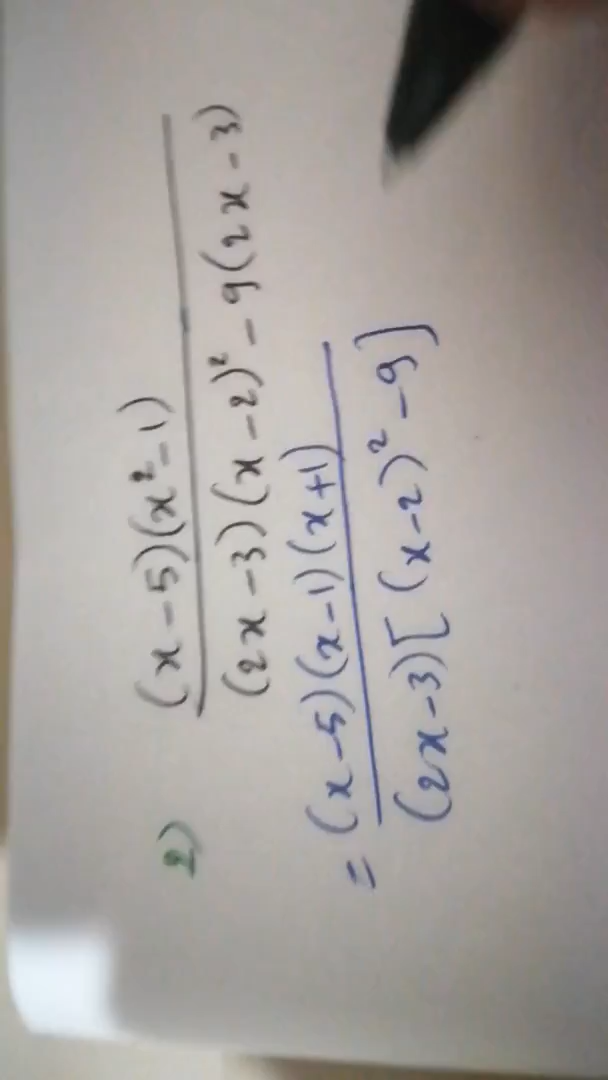 2) (x-5)(x²-1)
(2x-3)(x-2)²-9(2x-3)
= (x-5)(x-1)(x+1)
(2x-3)[(x-2)²-9]